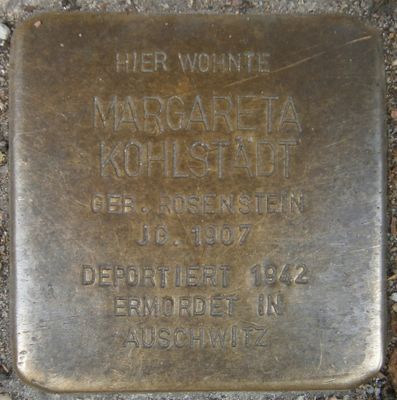 HIER WOHNTE
MARGARETA
KOHLSTÄDT
GEB. ROSENSTEIN
JG. 1907
DEPORTIERT 1942
ERMORDET IN
AUSCHWITZ